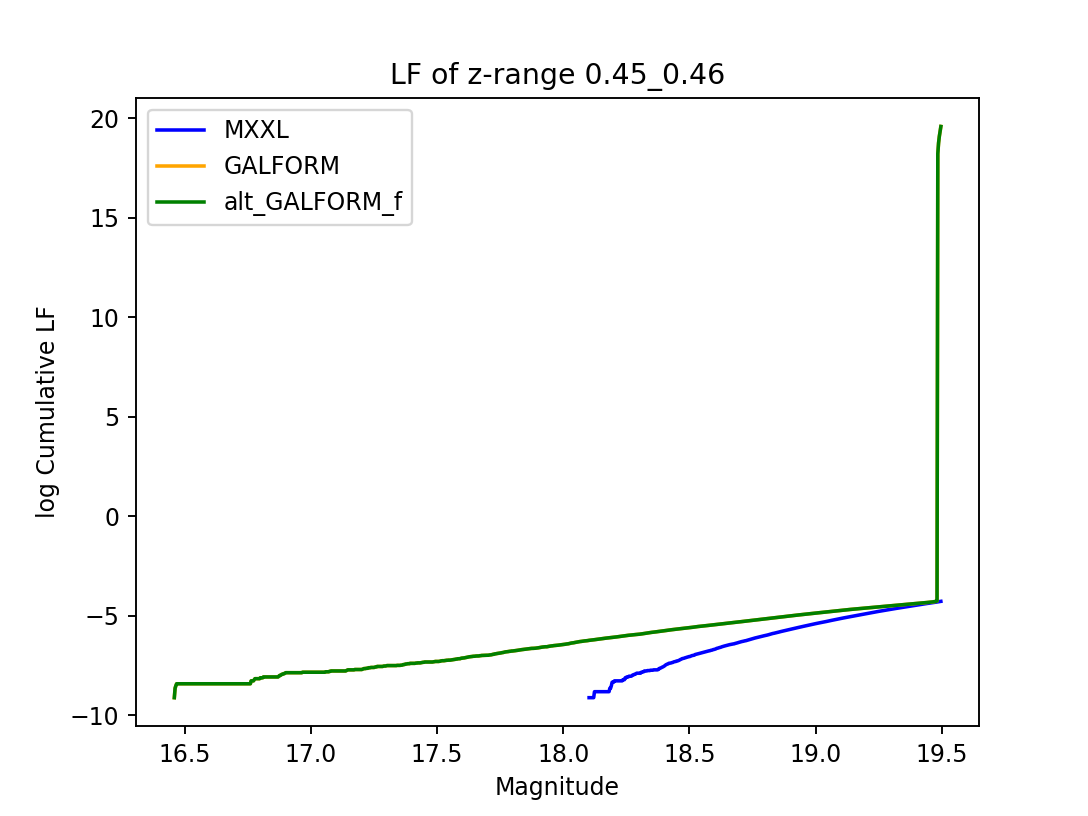 LF of z-range 0.45_0.46
MXXL
GALFORM
alt_GALFORM_f
20
15
10
5
0
−5
−10
log Cumulative LF
16.5 17.0 17.5 18.0 18.5 19.0 19.5
Magnitude